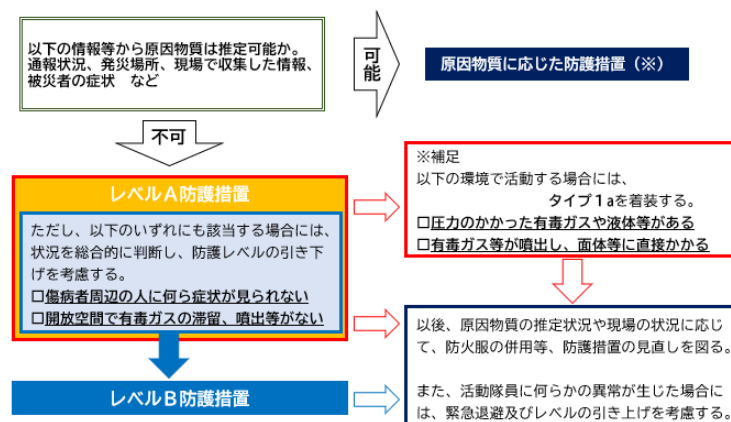 以下の情報等から原因物質は推定可能か。
通報状況、発災場所、現場で収集した情報、
被災者の症状　など
可能
原因物質に応じた防護措置（※）
不可
レベルA防護措置
ただし、以下のいずれにも該当する場合には、
状況を総合的に判断し、防護レベルの引き下
げを考慮する。
□傷病者周辺の人に何ら症状が見られない
□開放空間で有毒ガスの滞留、噴出等がない
※補足
以下の環境で活動する場合には、
タイプ1aを着装する。
□圧力のかかった有毒ガスや液体等がある
□有毒ガス等が噴出し、面体等に直接かかる
レベルB防護措置
以後、原因物質の推定状況や現場の状況に応じ
て、防火服の併用等、防護措置の見直しを図る。
また、活動隊員に何らかの異常が生じた場合に
は、緊急退避及びレベルの引き上げを考慮する。